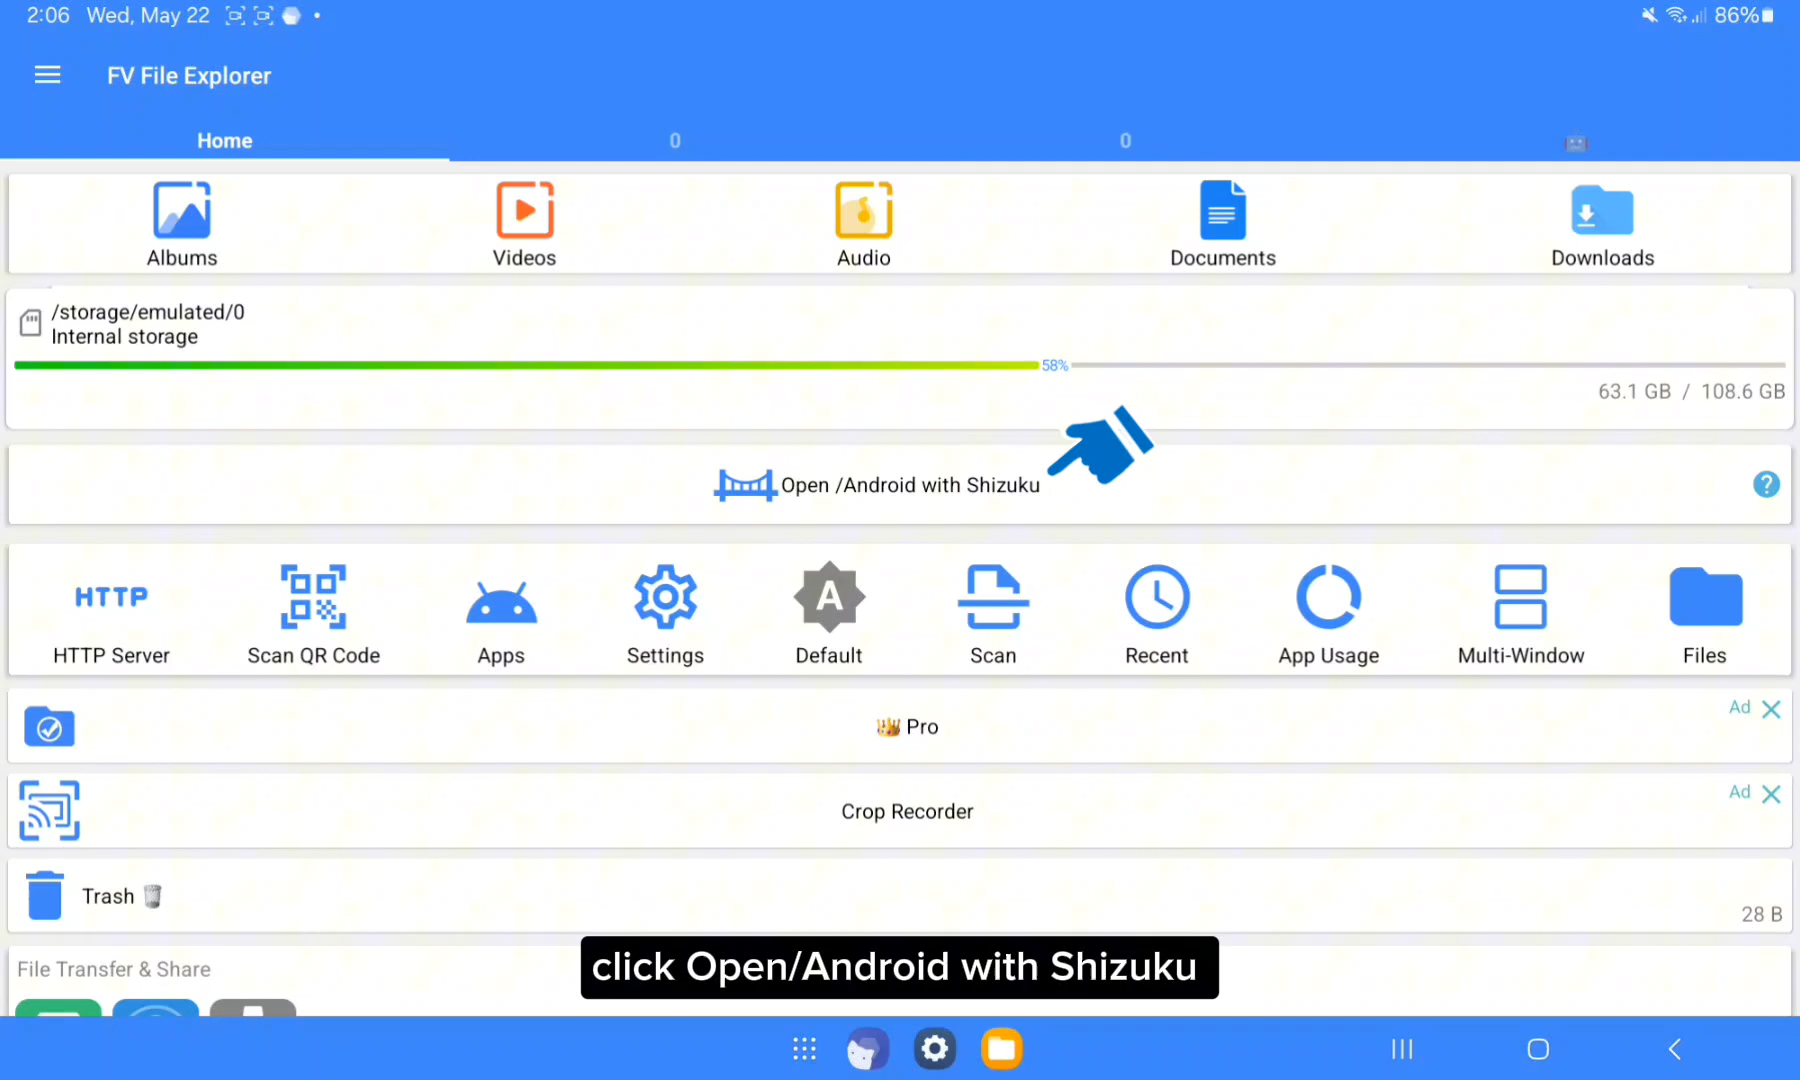 2:06 Wed, May 22
86%
FV File Explorer
Home
0
0
Albums
Videos
Audio
Documents
Downloads
/storage/emulated/0
Internal storage
58%
63.1 GB / 108.6 GB
Open /Android with Shizuku
?
HTTP
A
HTTP Server
Scan QR Code
Apps
Settings
Default
Scan
Recent
App Usage
Multi-Window
Files
Pro
Ad
Crop Recorder
Ad
Trash
28 B
File Transfer & Share
click Open/Android with Shizuku